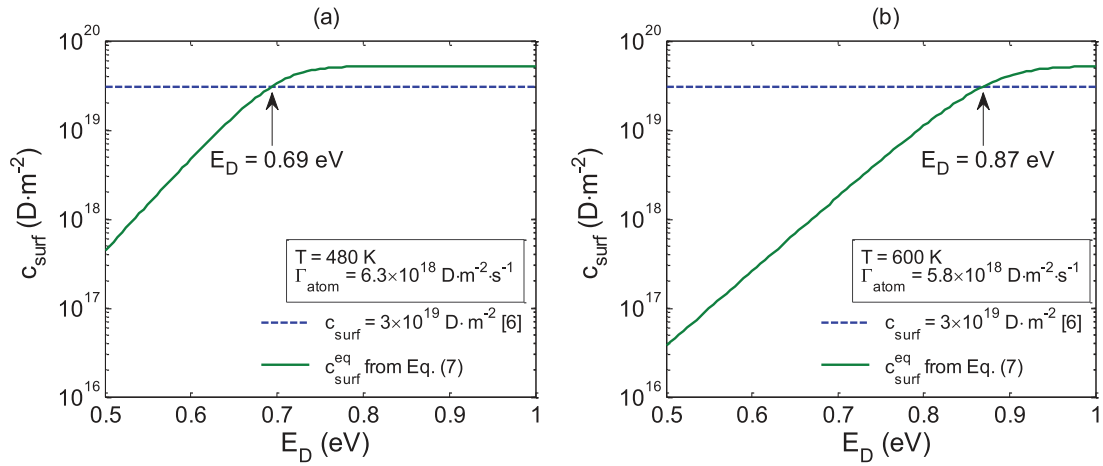 (a)
10^20
10^19
10^18
10^17
10^16
c_surf (D·m^-2)
E_D = 0.69 eV
T = 480 K
Γ_atom = 6.3×10^18 D·m^-2·s^-1
c_surf = 3×10^19 D·m^-2 [6]
c_surf^eq from Eq. (7)
0.5 0.6 0.7 0.8 0.9 1
E_D (eV)
(b)
10^20
10^19
10^18
10^17
10^16
c_surf (D·m^-2)
E_D = 0.87 eV
T = 600 K
Γ_atom = 5.8×10^18 D·m^-2·s^-1
c_surf = 3×10^19 D·m^-2 [6]
c_surf^eq from Eq. (7)
0.5 0.6 0.7 0.8 0.9 1
E_D (eV)